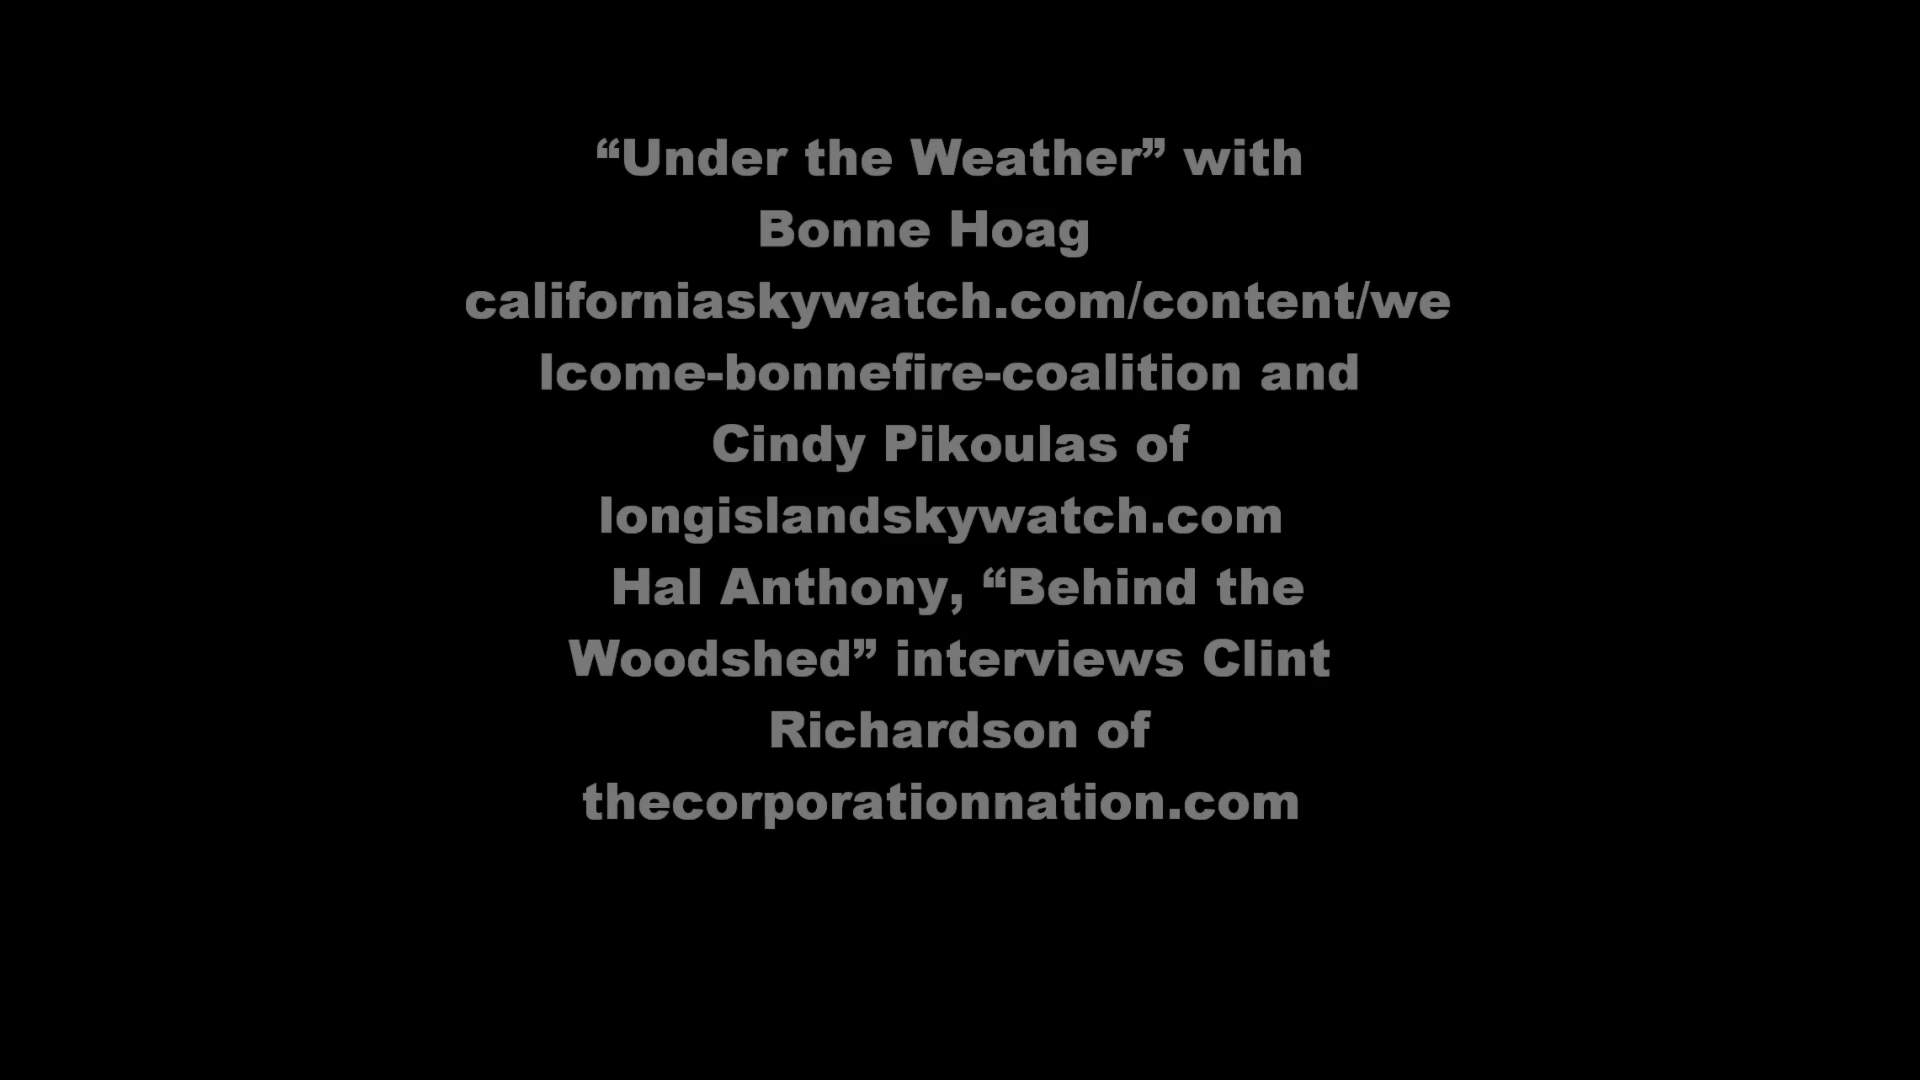 “Under the Weather” with
Bonne Hoag
californiaskywatch.com/content/we
lcome-bonnefire-coalition and
Cindy Pikoulas of
longislandskywatch.com
Hal Anthony, “Behind the
Woodshed” interviews Clint
Richardson of
thecorporationnation.com